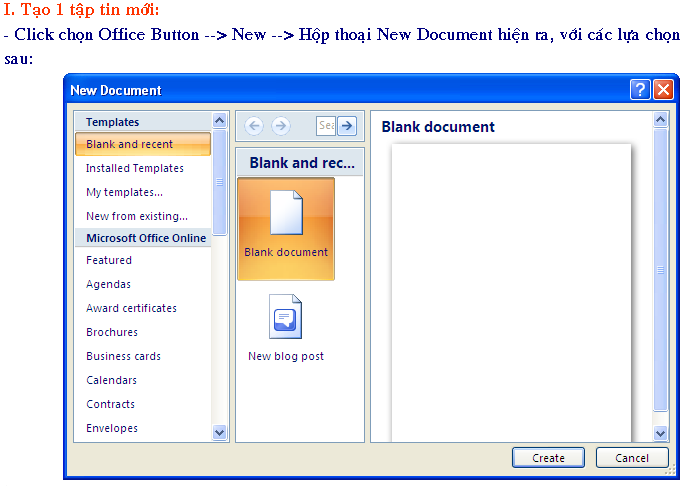 I. Tạo 1 tập tin mới:
- Click chọn Office Button --> New --> Hộp thoại New Document hiện ra, với các lựa chọn
sau:
New Document
Templates
Blank and recent
Installed Templates
My templates...
New from existing...
Microsoft Office Online
Featured
Agendas
Award certificates
Brochures
Business cards
Calendars
Contracts
Envelopes
Sea
Blank and rec...
Blank document
New blog post
Blank document
Create
Cancel